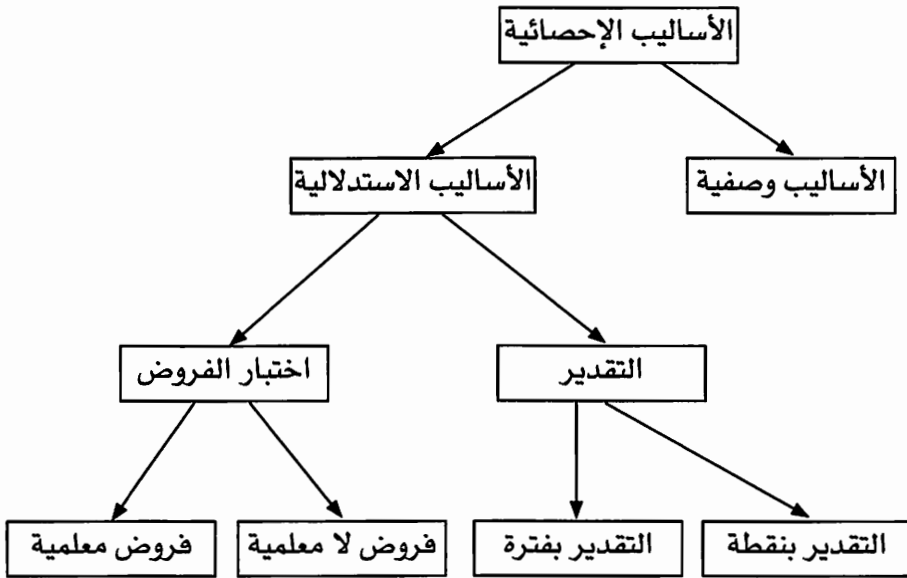 الأساليب الإحصائية
الأساليب وصفية
الأساليب الاستدلالية
التقدير
اختبار الفروض
التقدير بنقطة
التقدير بفترة
فروض لا معلمية
فروض معلمية